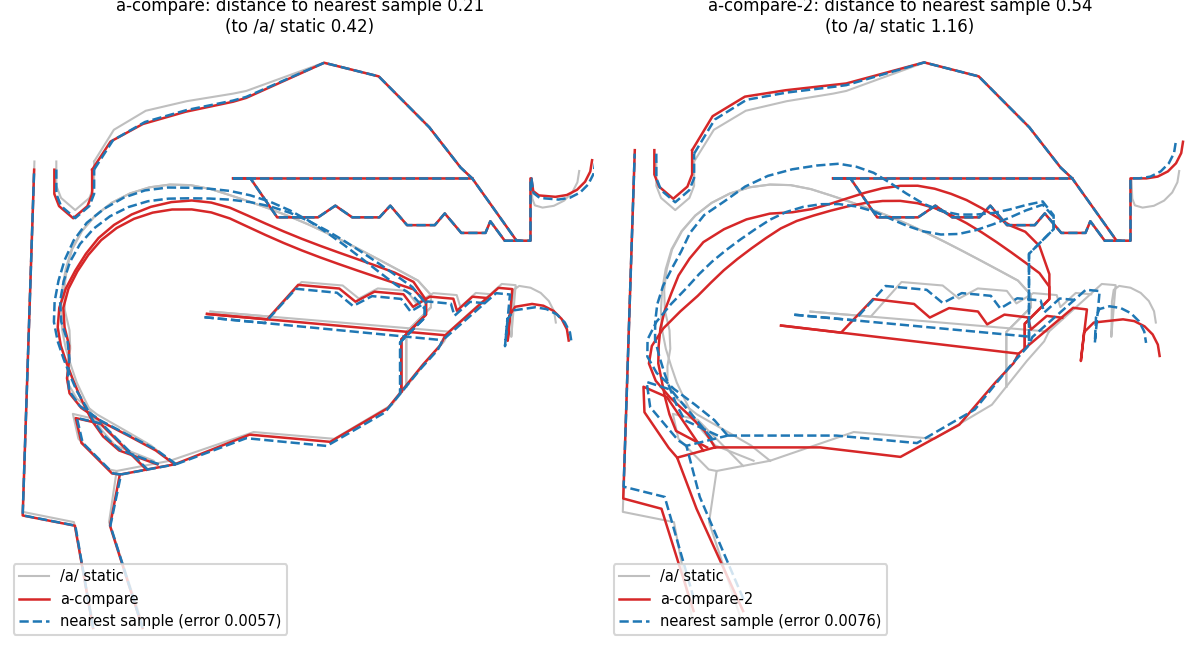 a-compare: distance to nearest sample 0.21
(to /a/ static 0.42)
a-compare-2: distance to nearest sample 0.54
(to /a/ static 1.16)
/a/ static
a-compare
nearest sample (error 0.0057)
/a/ static
a-compare-2
nearest sample (error 0.0076)